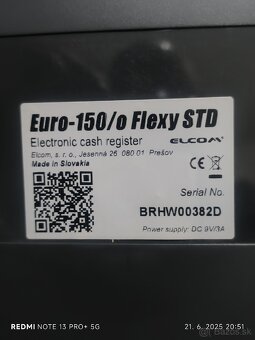 Euro-150/o Flexy STD
Electronic cash register ELCOM
Elcom, s. r. o., Jesenná 26 080 01 Prešov
Made in Slovakia
Serial No.
BRHW00382D
Power supply: DC 9V/3A
REDMI NOTE 13 PRO+ 5G
21. 6. 2025 20:51